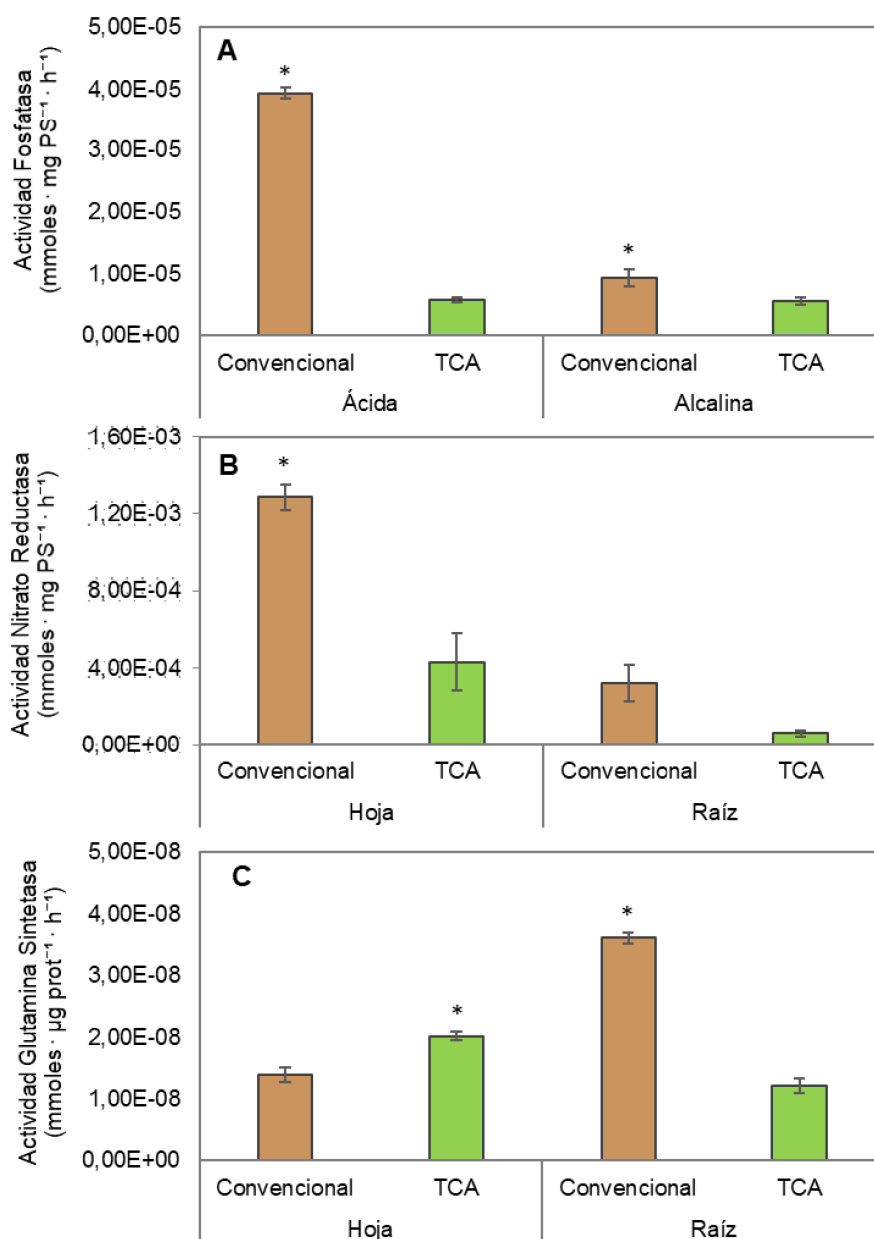 Actividad Fosfatasa
(mmoles · mg PS⁻¹ · h⁻¹)
5,00E-05
4,00E-05
3,00E-05
2,00E-05
1,00E-05
0,00E+00
A
*
*
Convencional TCA Convencional TCA
Ácida Alcalina
Actividad Nitrato Reductasa
(mmoles · mg PS⁻¹ · h⁻¹)
1,60E-03
1,20E-03
8,00E-04
4,00E-04
0,00E+00
B
*
Convencional TCA Convencional TCA
Hoja Raíz
Actividad Glutamina Sintetasa
(mmoles · µg prot⁻¹ · h⁻¹)
5,00E-08
4,00E-08
3,00E-08
2,00E-08
1,00E-08
0,00E+00
C
*
*
Convencional TCA Convencional TCA
Hoja Raíz